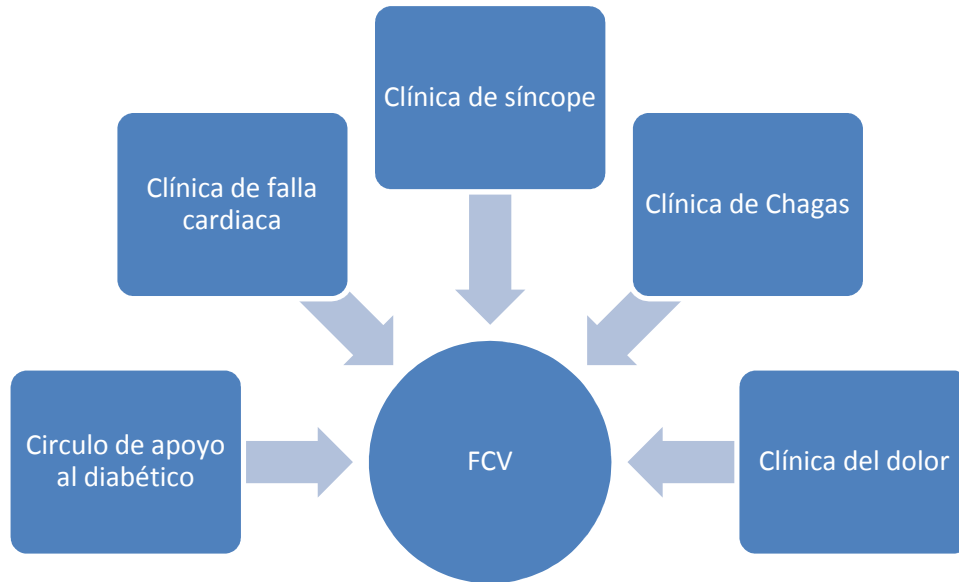 Clínica de síncope
Clínica de falla
cardiaca
Clínica de Chagas
Circulo de apoyo
al diabético
FCV
Clínica del dolor